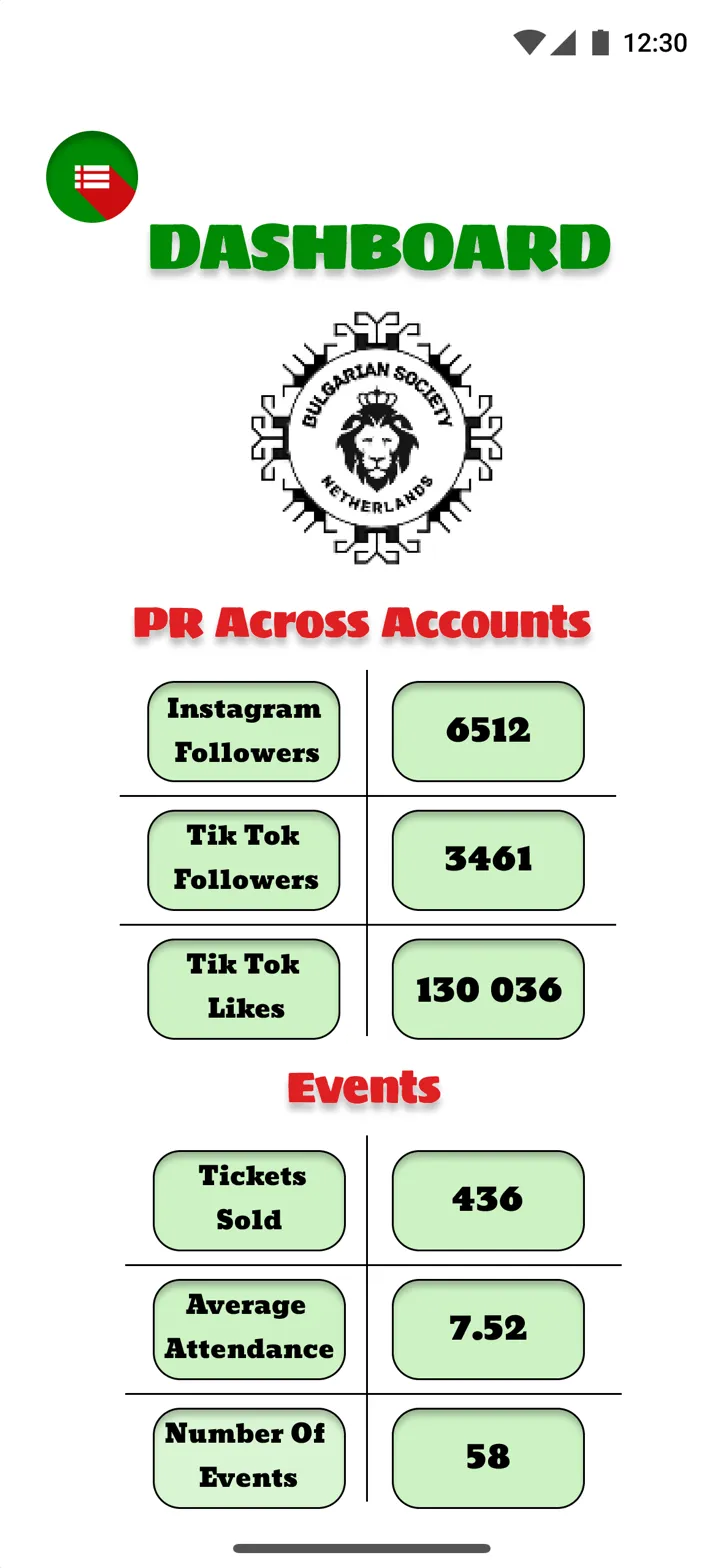 12:30
DASHBOARD
BULGARIAN SOCIETY
NETHERLANDS
PR Across Accounts
Instagram
Followers
6512
Tik Tok
Followers
3461
Tik Tok
Likes
130 036
Events
Tickets
Sold
436
Average
Attendance
7.52
Number Of
Events
58